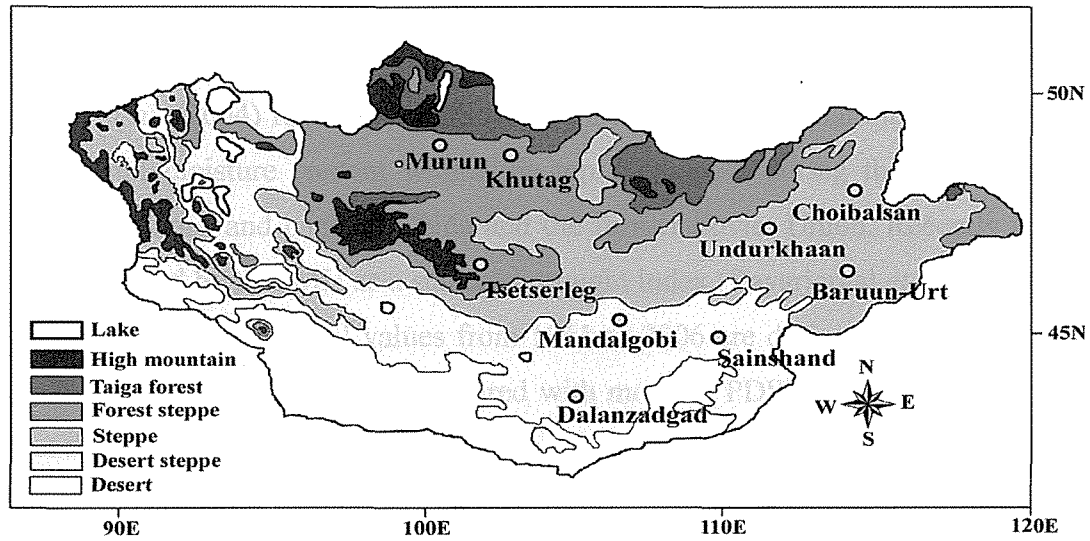 50N
Murun
Khutag
Choibalsan
Undurkhaan
Baruun-Urt
Tsetserleg
Mandalgobi
45N
Sainshand
Dalanzadgad
N
W E
S
Lake
High mountain
Taiga forest
Forest steppe
Steppe
Desert steppe
Desert
90E 100E 110E 120E